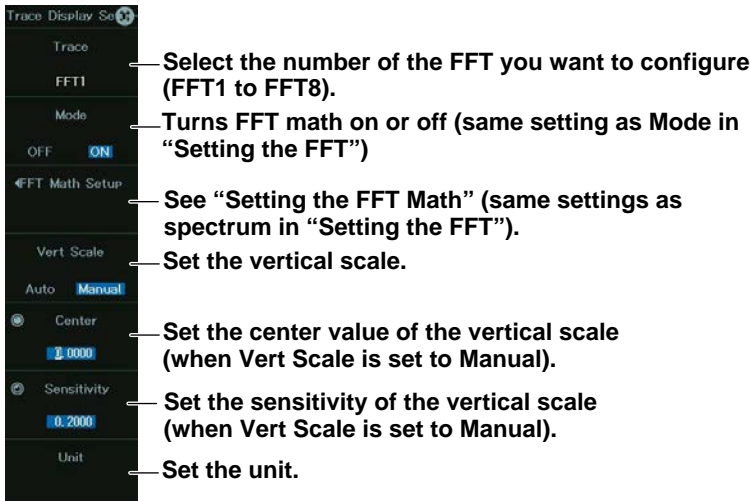 Trace Display Se
Trace
FFT1
Select the number of the FFT you want to configure
(FFT1 to FFT8).
Mode
OFF ON
Turns FFT math on or off (same setting as Mode in
“Setting the FFT”)
FFT Math Setup
See “Setting the FFT Math” (same settings as
spectrum in “Setting the FFT”).
Vert Scale
Auto Manual
Set the vertical scale.
Center
1.0000
Set the center value of the vertical scale
(when Vert Scale is set to Manual).
Sensitivity
0.2000
Set the sensitivity of the vertical scale
(when Vert Scale is set to Manual).
Unit
Set the unit.